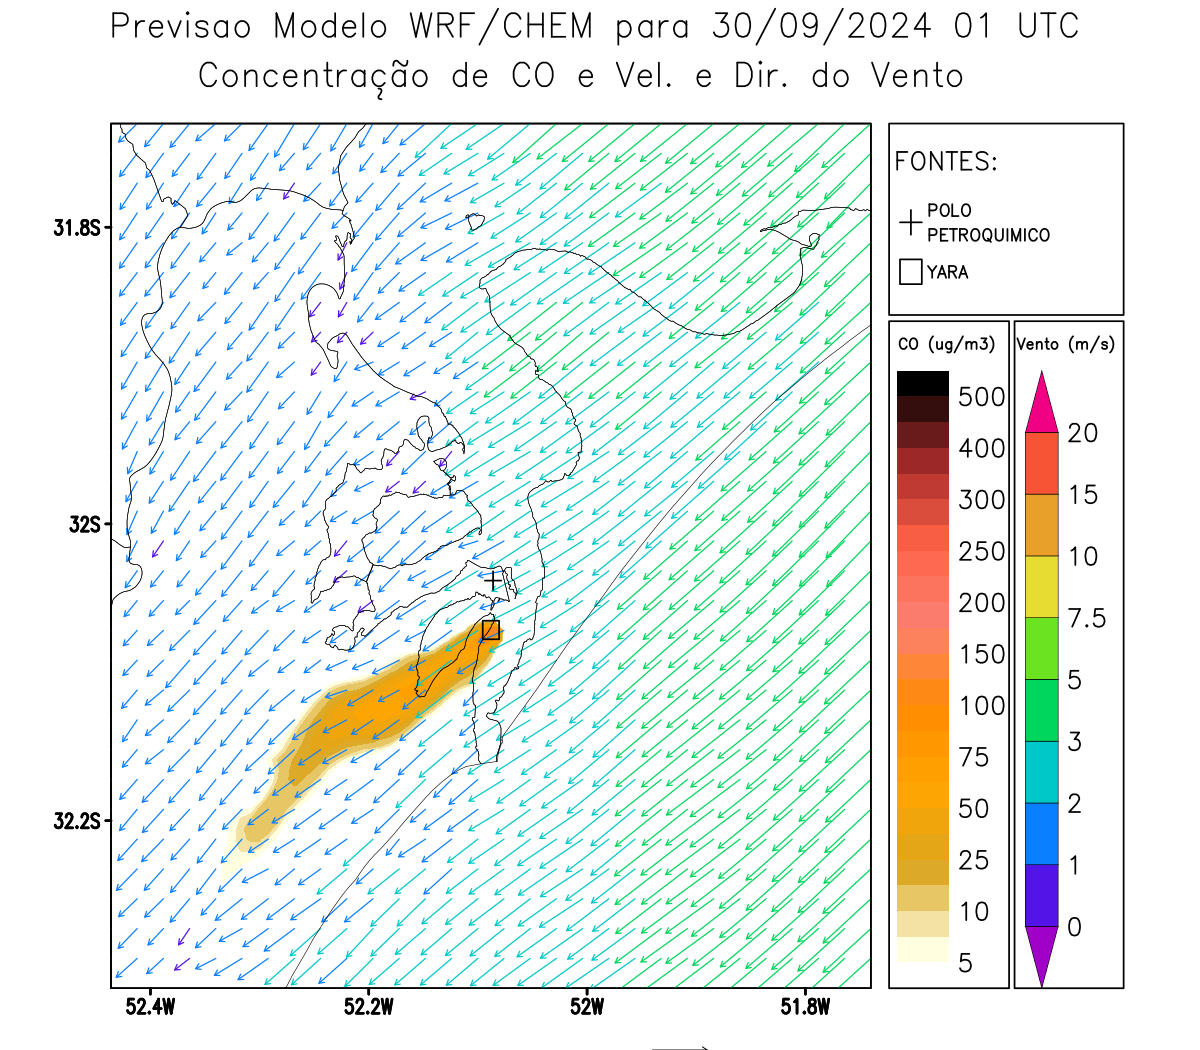 Previsao Modelo WRF/CHEM para 30/09/2024 01 UTC
Concentração de CO e Vel. e Dir. do Vento
FONTES:
POLO
PETROQUIMICO
YARA
CO (ug/m3)
500
400
300
250
200
150
100
75
50
25
10
5
Vento (m/s)
20
15
10
7.5
5
3
2
1
0
31.8S
32S
32.2S
52.4W
52.2W
52W
51.8W